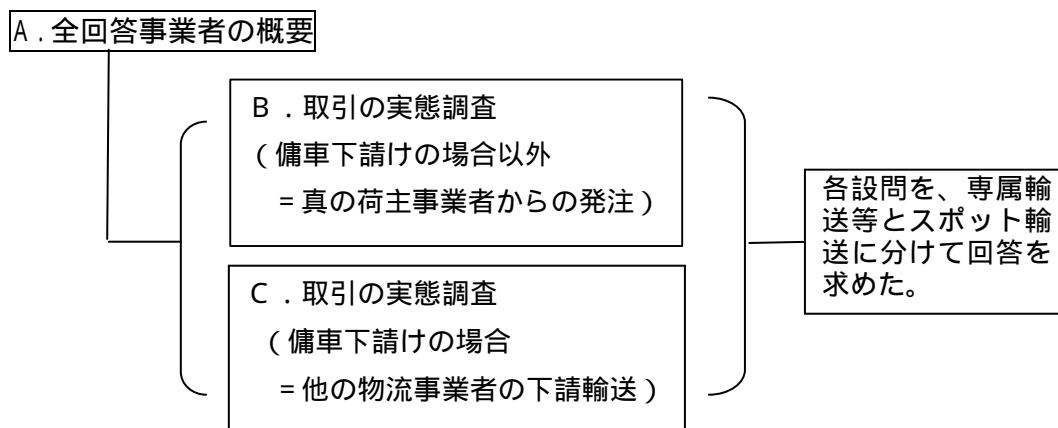 A．全回答事業者の概要
B．取引の実態調査
（傭車下請けの場合以外
＝真の荷主事業者からの発注）
C．取引の実態調査
（傭車下請けの場合
＝他の物流事業者の下請輸送）
各設問を、専属輸
送等とスポット輸
送に分けて回答を
求めた。